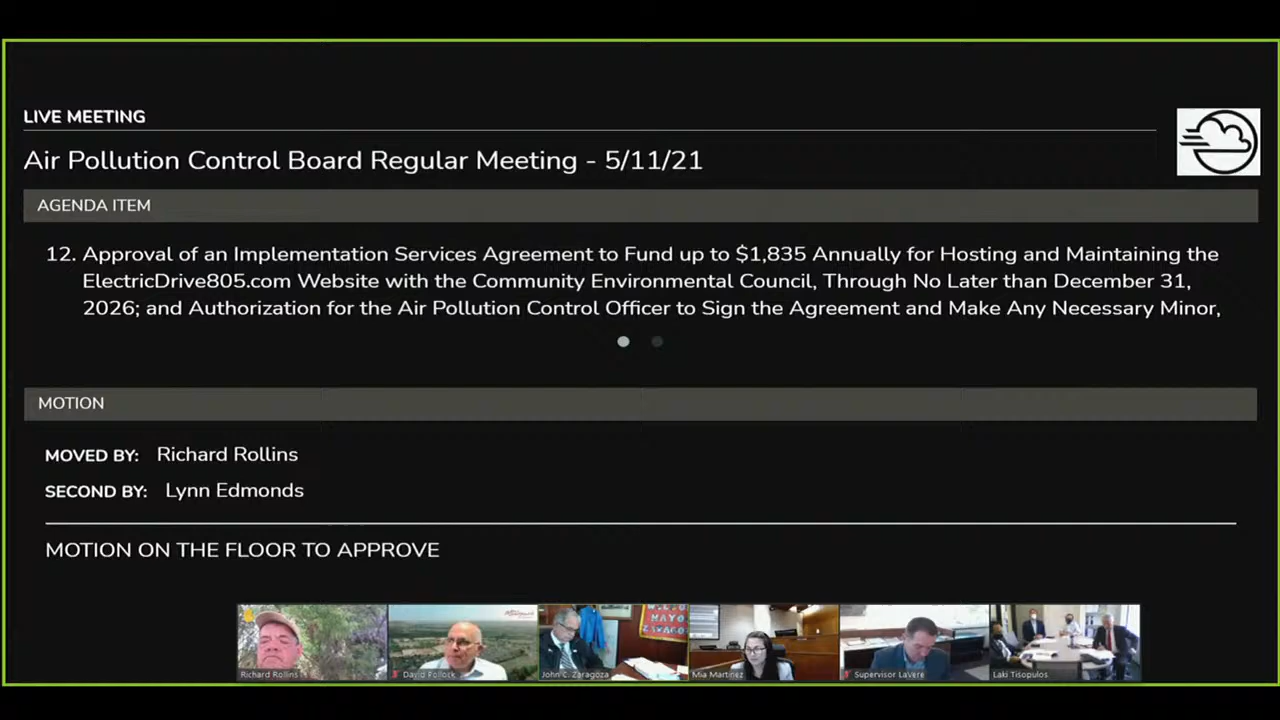 LIVE MEETING
Air Pollution Control Board Regular Meeting - 5/11/21
AGENDA ITEM
12. Approval of an Implementation Services Agreement to Fund up to $1,835 Annually for Hosting and Maintaining the
ElectricDrive805.com Website with the Community Environmental Council, Through No Later than December 31,
2026; and Authorization for the Air Pollution Control Officer to Sign the Agreement and Make Any Necessary Minor,
MOTION
MOVED BY: Richard Rollins
SECOND BY: Lynn Edmonds
MOTION ON THE FLOOR TO APPROVE
MAYO
Richard Rollins
David Pollock
John C. Zaragoza
Mia Martinez
Supervisor LaVere
Laki Tisopulos